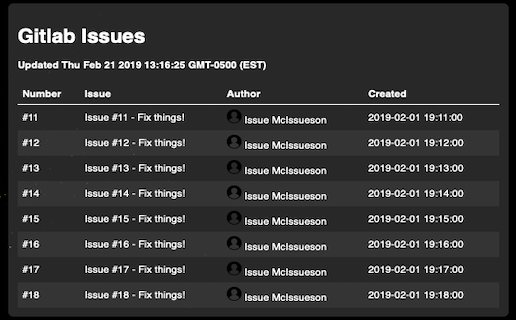 Gitlab Issues
Updated Thu Feb 21 2019 13:16:25 GMT-0500 (EST)
Number Issue Author Created
#11 Issue #11 - Fix things! Issue McIssueson 2019-02-01 19:11:00
#12 Issue #12 - Fix things! Issue McIssueson 2019-02-01 19:12:00
#13 Issue #13 - Fix things! Issue McIssueson 2019-02-01 19:13:00
#14 Issue #14 - Fix things! Issue McIssueson 2019-02-01 19:14:00
#15 Issue #15 - Fix things! Issue McIssueson 2019-02-01 19:15:00
#16 Issue #16 - Fix things! Issue McIssueson 2019-02-01 19:16:00
#17 Issue #17 - Fix things! Issue McIssueson 2019-02-01 19:17:00
#18 Issue #18 - Fix things! Issue McIssueson 2019-02-01 19:18:00